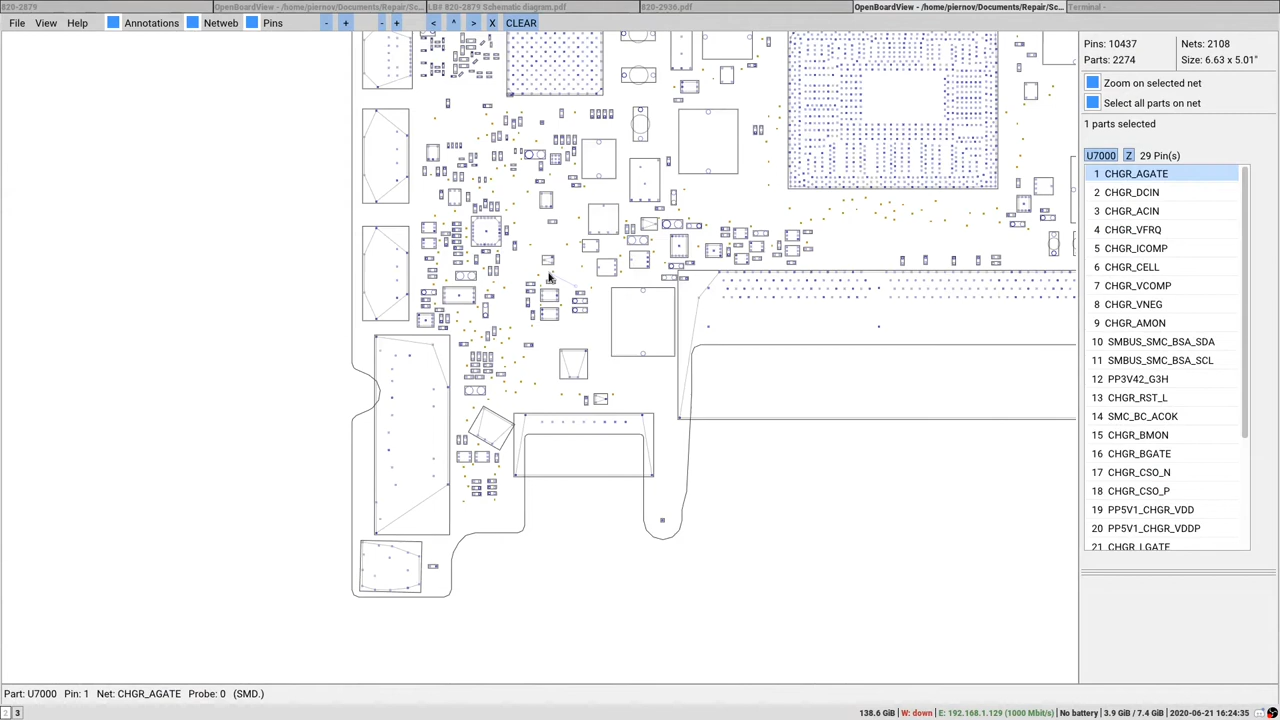 820-2879 OpenBoardView - /home/piernov/Documents/Repair/Sc... LB# 820-2879 Schematic diagram.pdf 820-2936.pdf OpenBoardView - /home/piernov/Documents/Repair/Sc... Terminal -
File View Help Annotations Netweb Pins - + - + < ^ > X CLEAR
Pins: 10437 Nets: 2108
Parts: 2274 Size: 6.63 x 5.01"
Zoom on selected net
Select all parts on net
1 parts selected
U7000 Z 29 Pin(s)
1 CHGR_AGATE
2 CHGR_DCIN
3 CHGR_ACIN
4 CHGR_VFRQ
5 CHGR_ICOMP
6 CHGR_CELL
7 CHGR_VCOMP
8 CHGR_VNEG
9 CHGR_AMON
10 SMBUS_SMC_BSA_SDA
11 SMBUS_SMC_BSA_SCL
12 PP3V42_G3H
13 CHGR_RST_L
14 SMC_BC_ACOK
15 CHGR_BMON
16 CHGR_BGATE
17 CHGR_CSO_N
18 CHGR_CSO_P
19 PP5V1_CHGR_VDD
20 PP5V1_CHGR_VDDP
21 CHGR_LGATE
Part: U7000 Pin: 1 Net: CHGR_AGATE Probe: 0 (SMD.)
2 3 138.6 GiB | W: down | E: 192.168.1.129 (1000 Mbit/s) | No battery | 3.9 GiB / 7.4 GiB | 2020-06-21 16:24:35